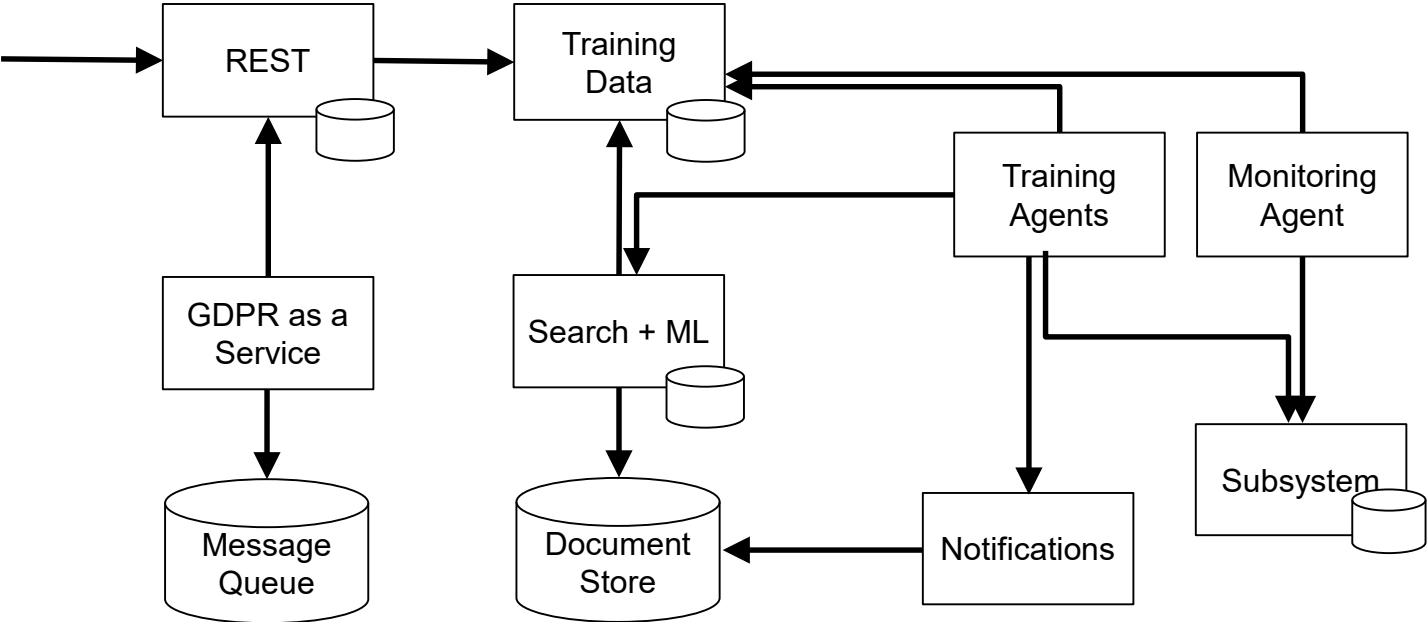 REST
Training
Data
Training
Agents
Monitoring
Agent
GDPR as a
Service
Search + ML
Subsystem
Message
Queue
Document
Store
Notifications